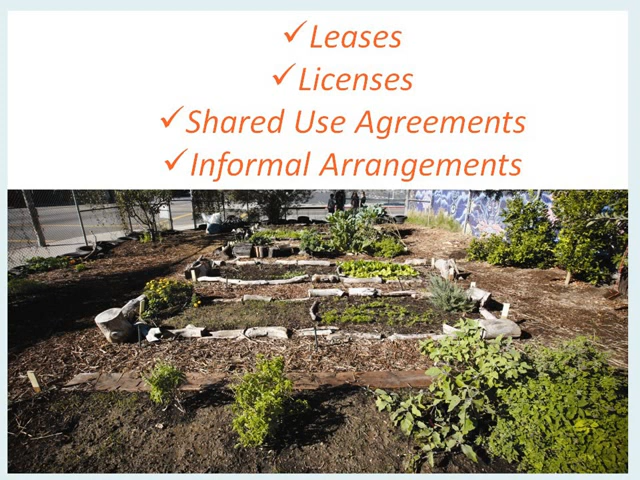 ✓Leases
✓Licenses
✓Shared Use Agreements
✓Informal Arrangements